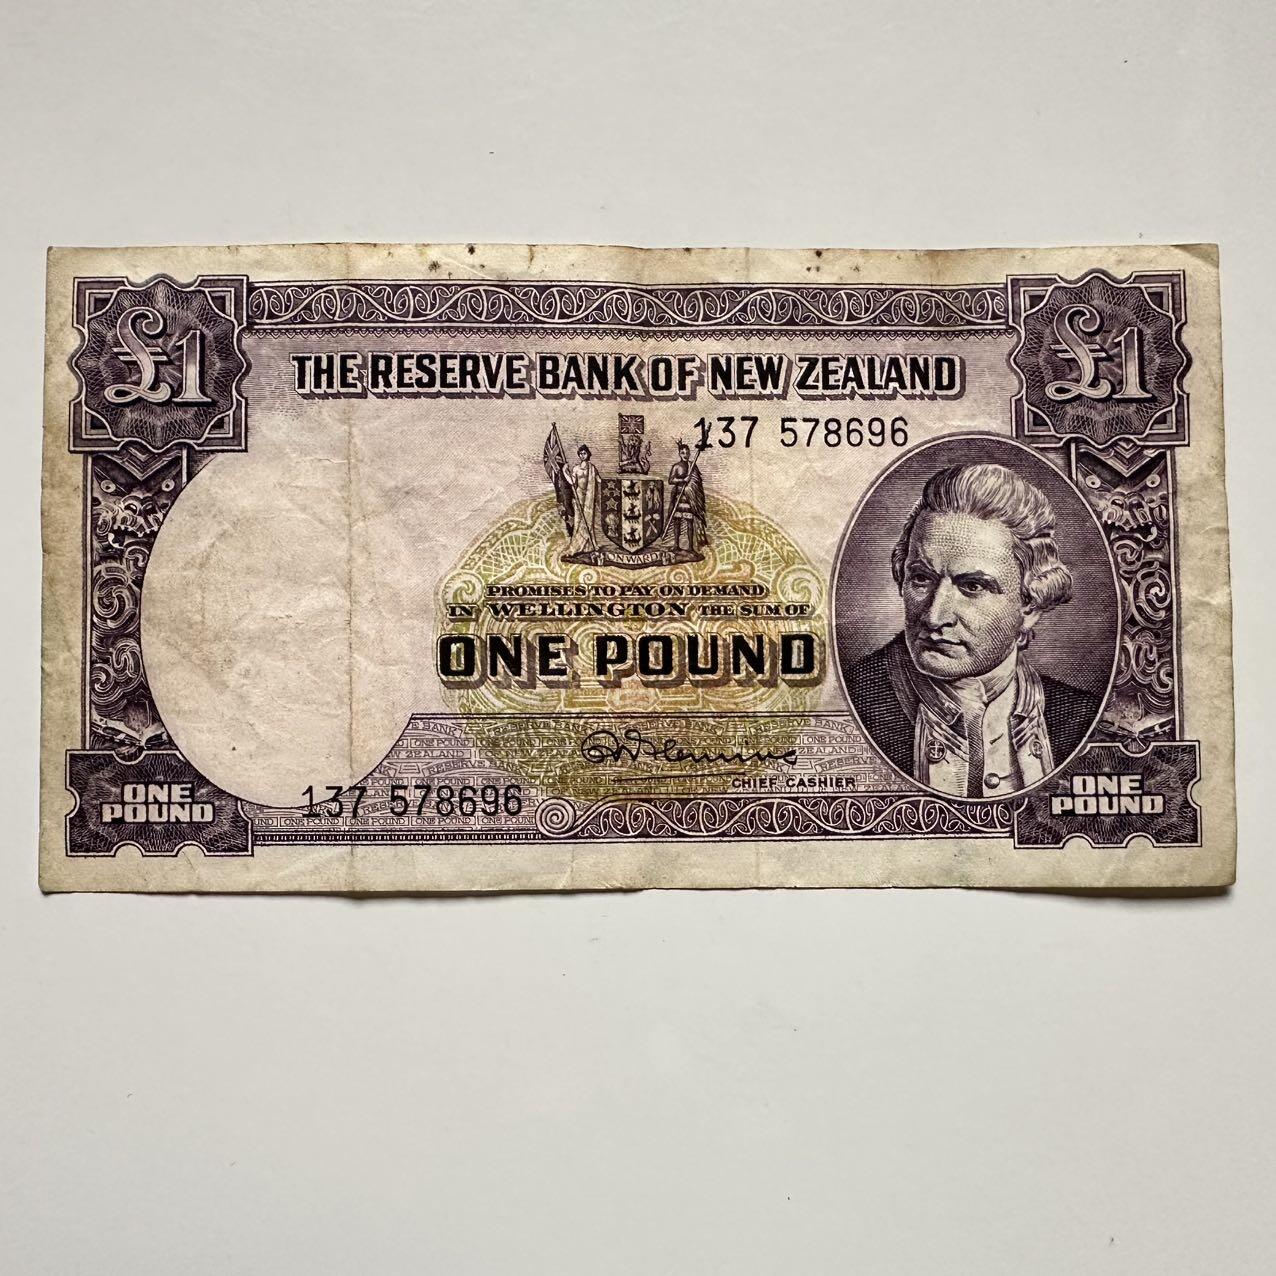 £1
£1
THE RESERVE BANK OF NEW ZEALAND
137 578696
ONWARD
PROMISES TO PAY ON DEMAND
IN WELLINGTON THE SUM OF
ONE POUND
CHIEF CASHIER
137 578696
ONE
POUND
ONE
POUND